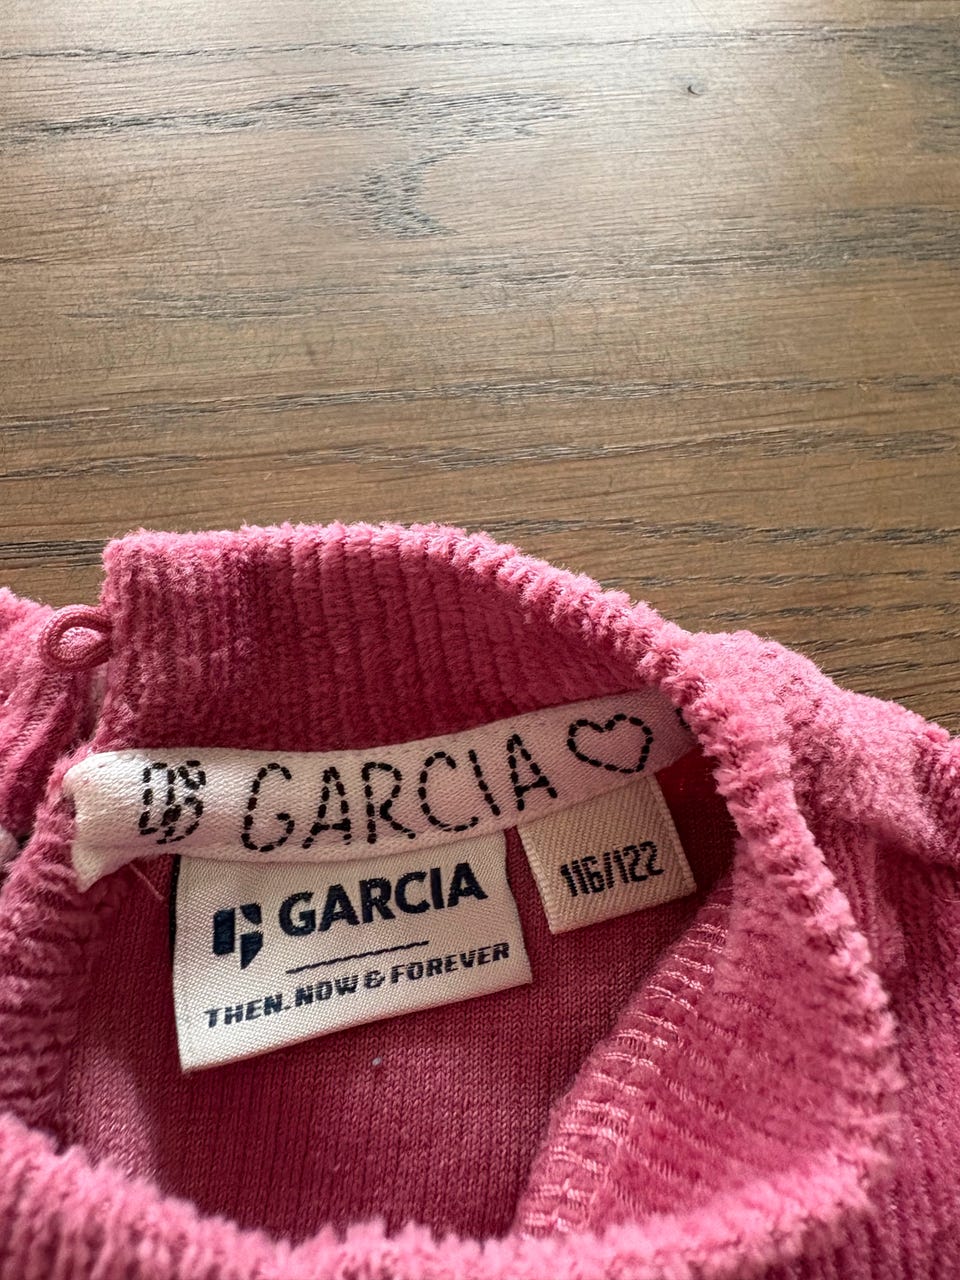 GARCIA
116/122
GARCIA
THEN. NOW & FOREVER